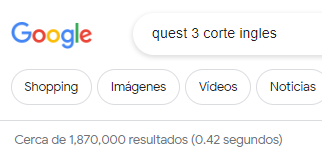 Google quest 3 corte ingles
Shopping Imágenes Videos Noticias
Cerca de 1,870,000 resultados (0.42 segundos)